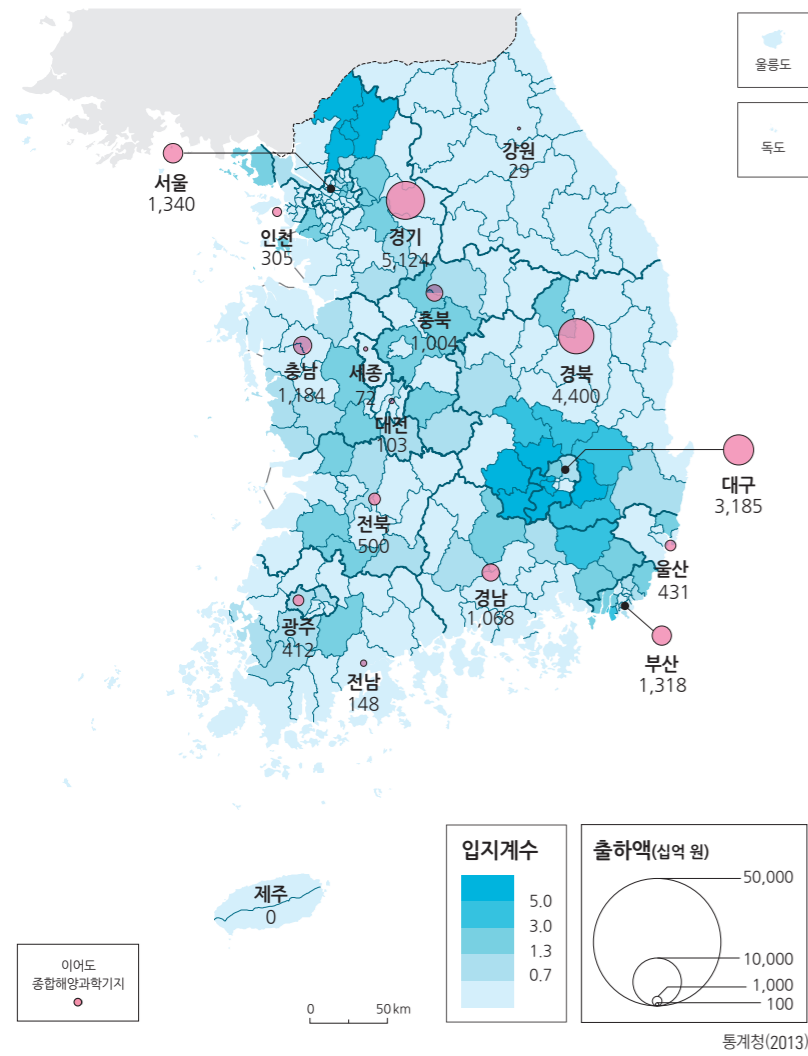 울릉도
독도
강원
29
서울
1,340
인천
305
경기
5,124
충북
1,004
충남
1,184
세종
72
대전
103
경북
4,400
대구
3,185
전북
500
울산
431
경남
1,068
광주
412
부산
1,318
전남
148
제주
0
이어도
종합해양과학기지
0 50 km
입지계수
5.0
3.0
1.3
0.7
출하액(십억 원)
50,000
10,000
1,000
100
통계청(2013)